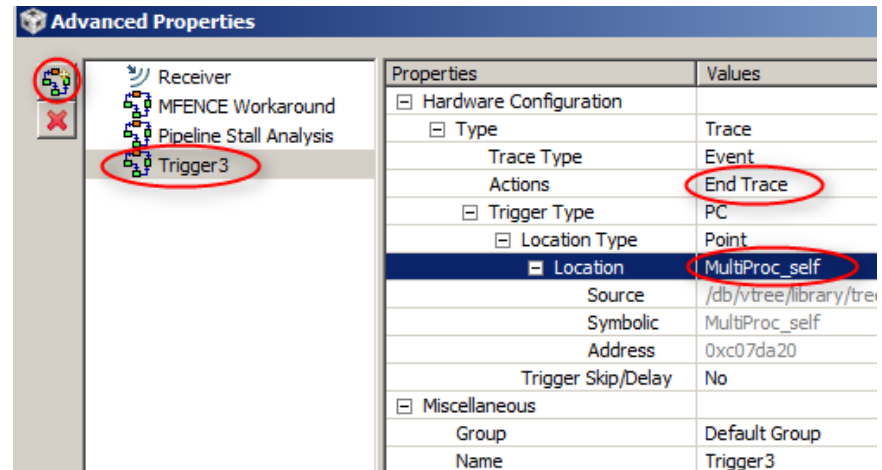 Advanced Properties
Receiver
MFENCE Workaround
Pipeline Stall Analysis
Trigger3
Properties Values
Hardware Configuration
Type Trace
Trace Type Event
Actions End Trace
Trigger Type PC
Location Type Point
Location MultiProc_self
Source /db/vtree/library/tree
Symbolic MultiProc_self
Address 0xc07da20
Trigger Skip/Delay No
Miscellaneous
Group Default Group
Name Trigger3